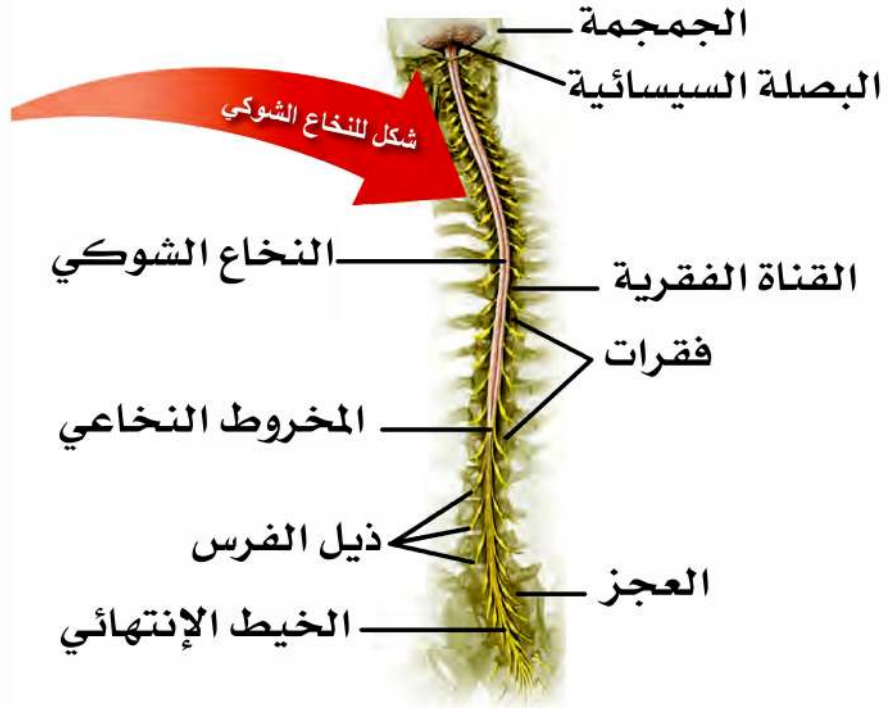 الجمجمة
البصلة السيسائية
شكل للنخاع الشوكي
النخاع الشوكي
القناة الفقرية
فقرات
المخروط النخاعي
ذيل الفرس
العجز
الخيط الإنتهائي